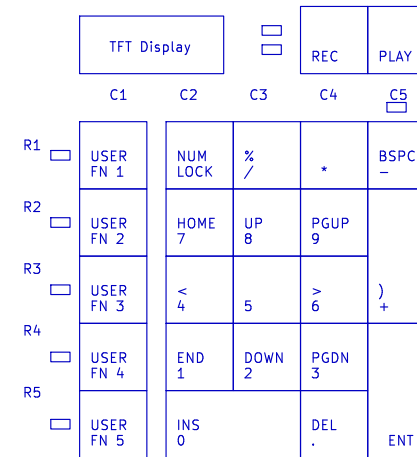 TFT Display
REC PLAY
C1 C2 C3 C4 C5
R1
USER NUM % BSPC
FN 1 LOCK / * −
R2
USER HOME UP PGUP
FN 2 7 8 9
R3
USER < > )
FN 3 4 5 6 +
R4
USER END DOWN PGDN
FN 4 1 2 3
R5
USER INS DEL
FN 5 0 . ENT